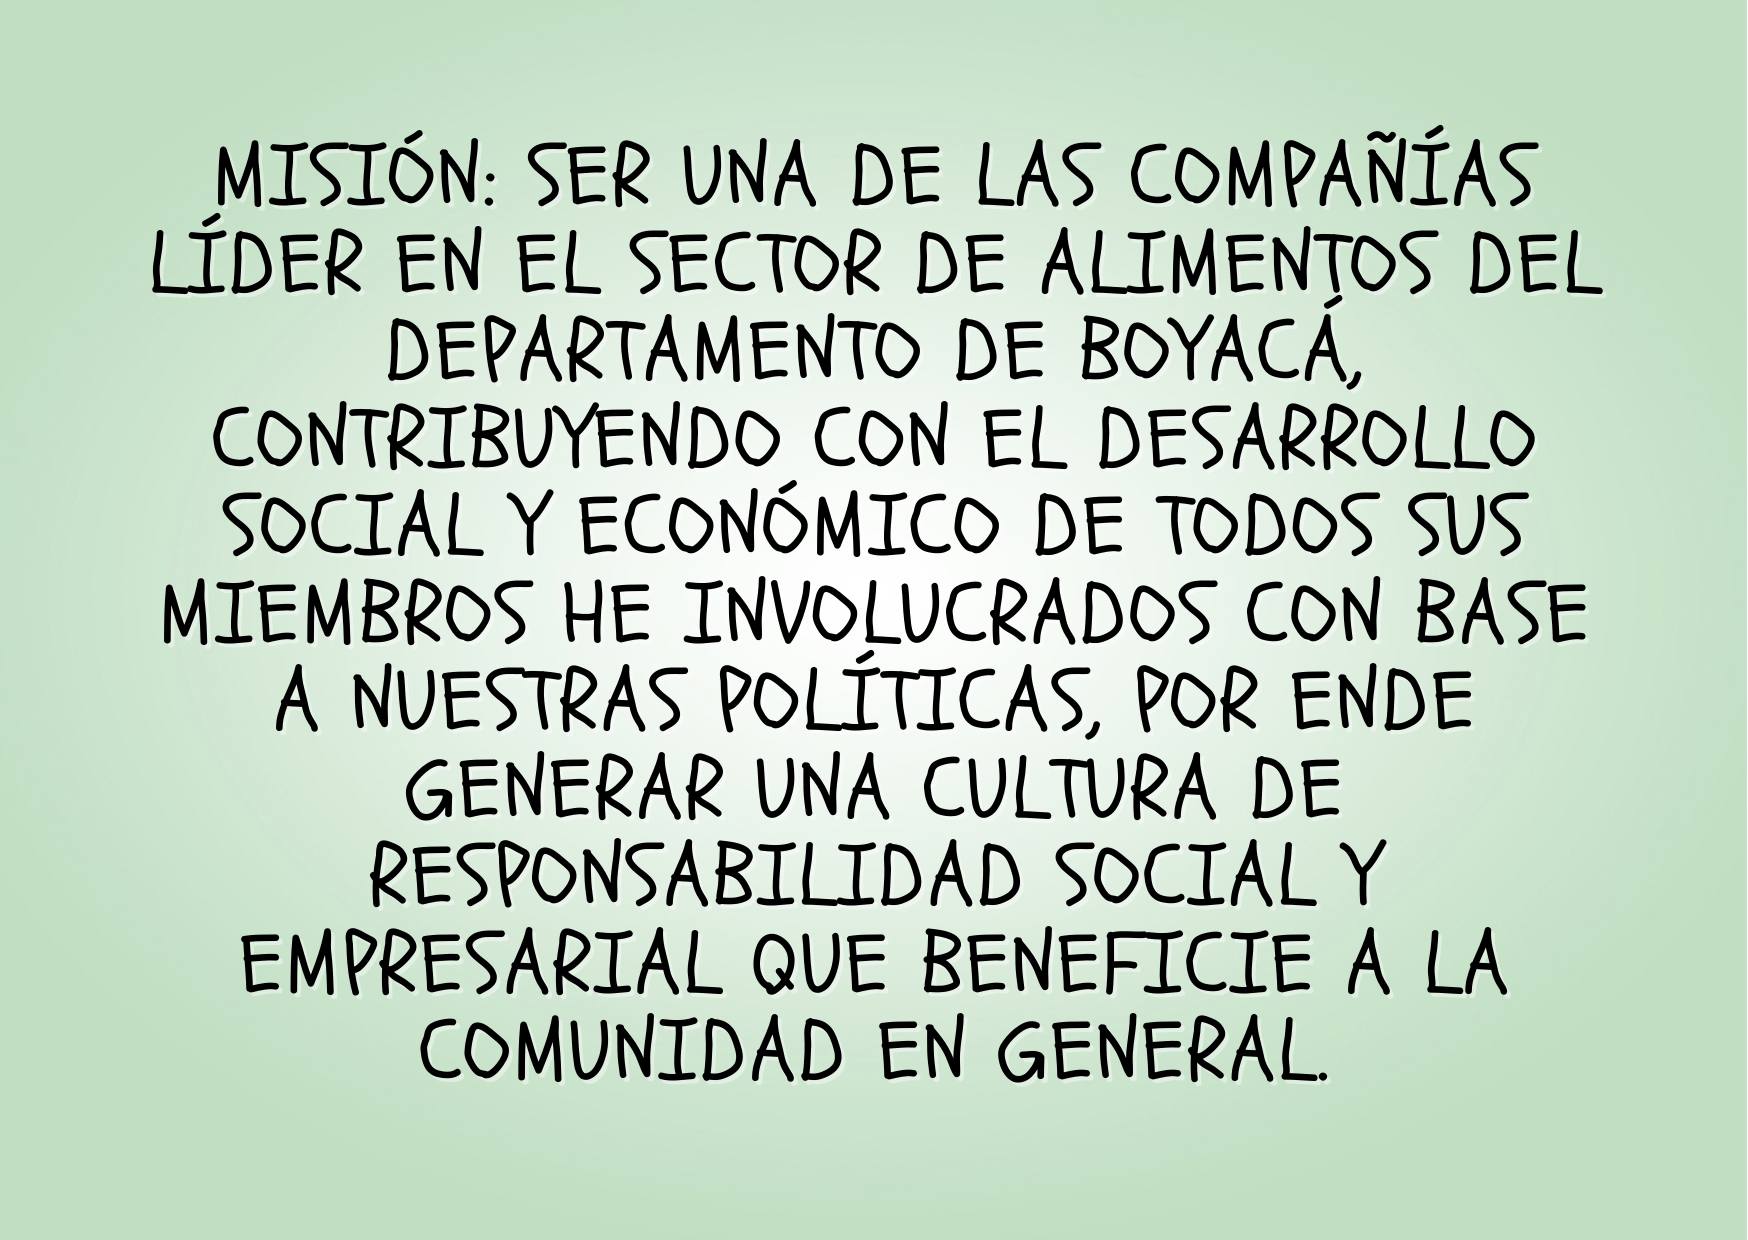 MISIÓN: SER UNA DE LAS COMPAÑÍAS
LÍDER EN EL SECTOR DE ALIMENTOS DEL
DEPARTAMENTO DE BOYACÁ,
CONTRIBUYENDO CON EL DESARROLLO
SOCIAL Y ECONÓMICO DE TODOS SUS
MIEMBROS HE INVOLUCRADOS CON BASE
A NUESTRAS POLÍTICAS, POR ENDE
GENERAR UNA CULTURA DE
RESPONSABILIDAD SOCIAL Y
EMPRESARIAL QUE BENEFICIE A LA
COMUNIDAD EN GENERAL.